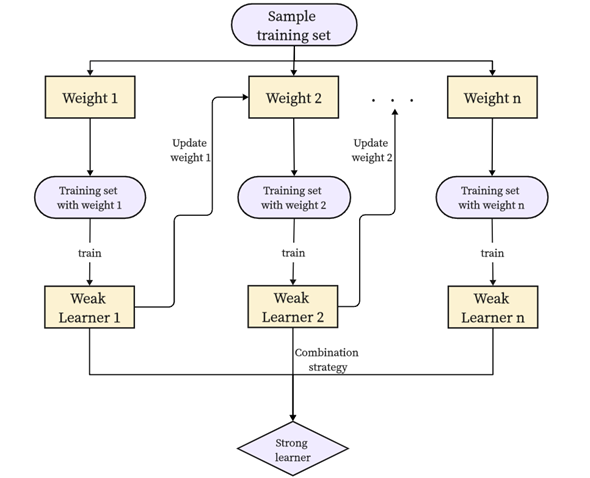 Sample
training set
Weight 1
Weight 2
. . .
Weight n
Update
weight 1
Update
weight 2
Training set
with weight 1
Training set
with weight 2
Training set
with weight n
train
train
train
Weak
Learner 1
Weak
Learner 2
Weak
Learner n
Combination
strategy
Strong
learner